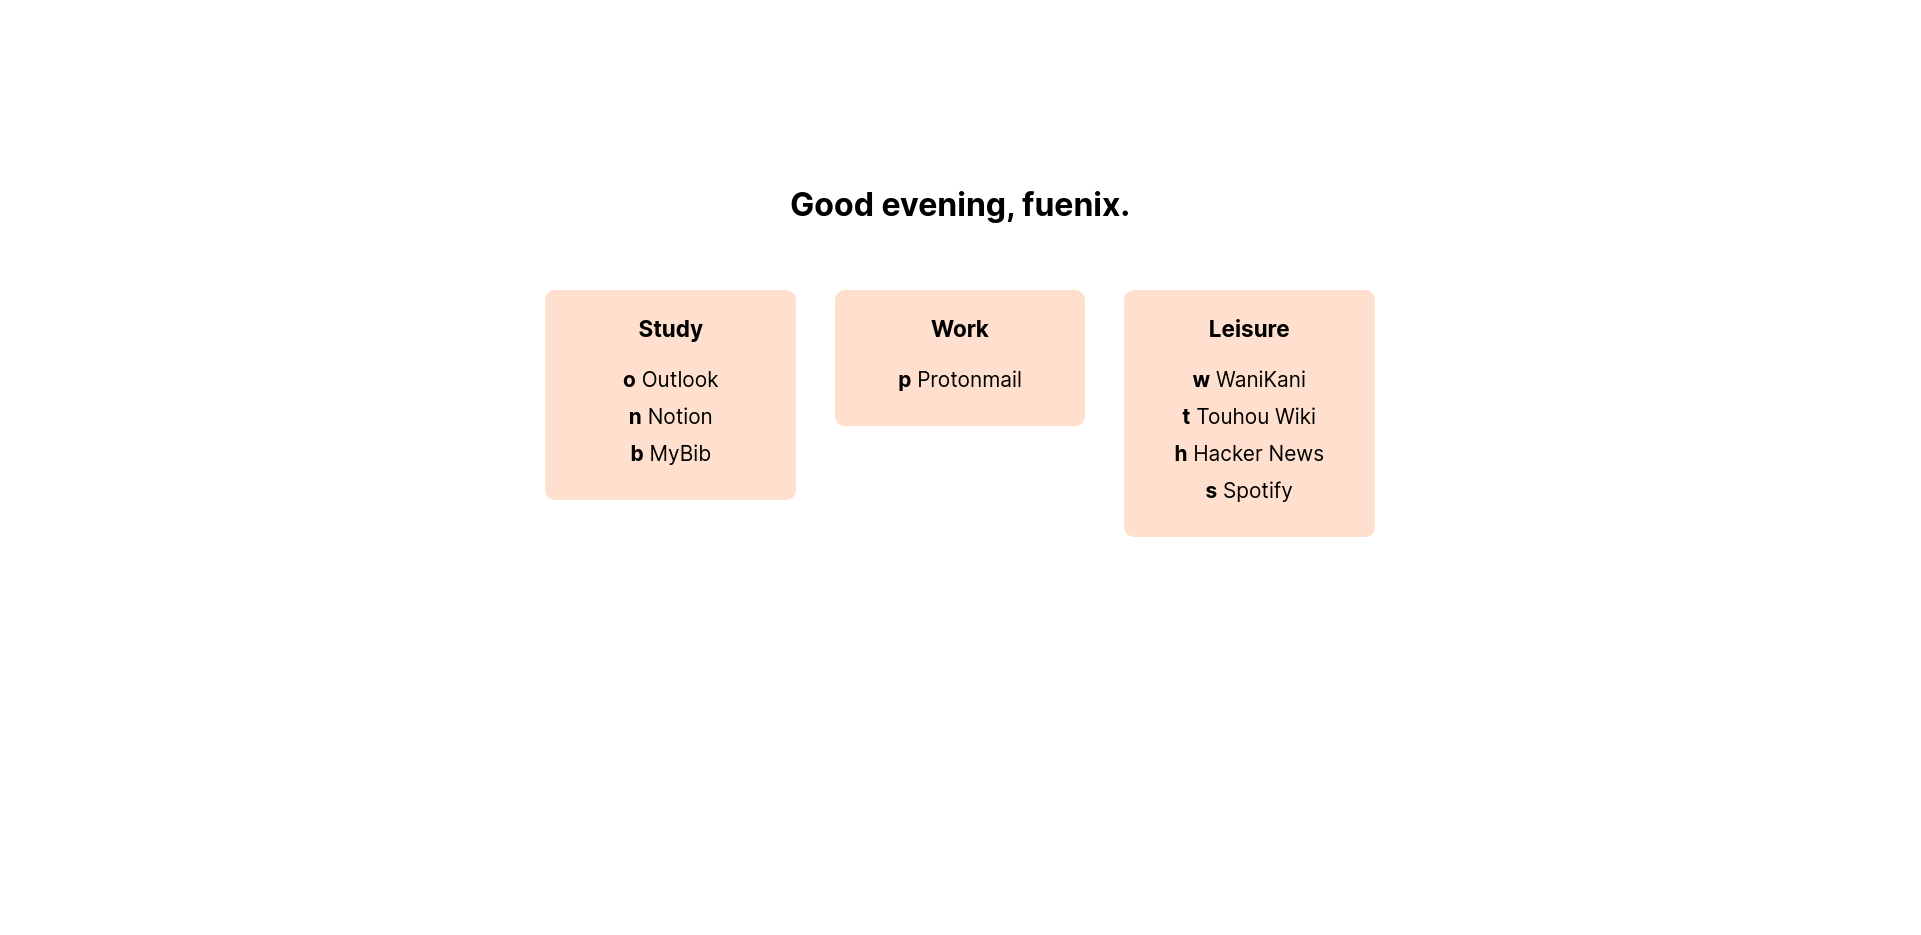 Good evening, fuenix.
Study
o Outlook
n Notion
b MyBib
Work
p Protonmail
Leisure
w WaniKani
t Touhou Wiki
h Hacker News
s Spotify